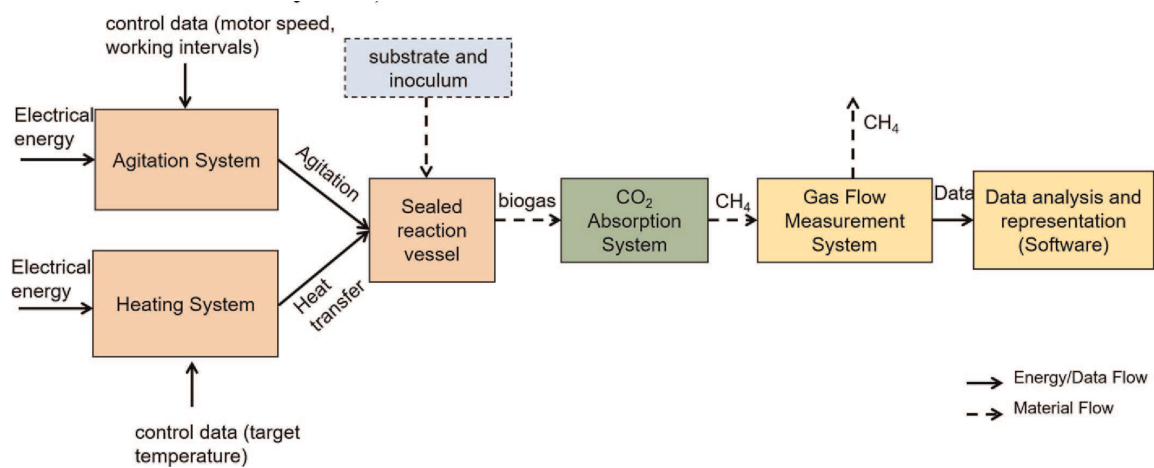 control data (motor speed,
working intervals)
substrate and
inoculum
Electrical
energy
Agitation System
Agitation
CH₄
Sealed
reaction
vessel
biogas
CO₂
Absorption
System
CH₄
Gas Flow
Measurement
System
Data
Data analysis and
representation
(Software)
Electrical
energy
Heating System
Heat
transfer
control data (target
temperature)
Energy/Data Flow
Material Flow